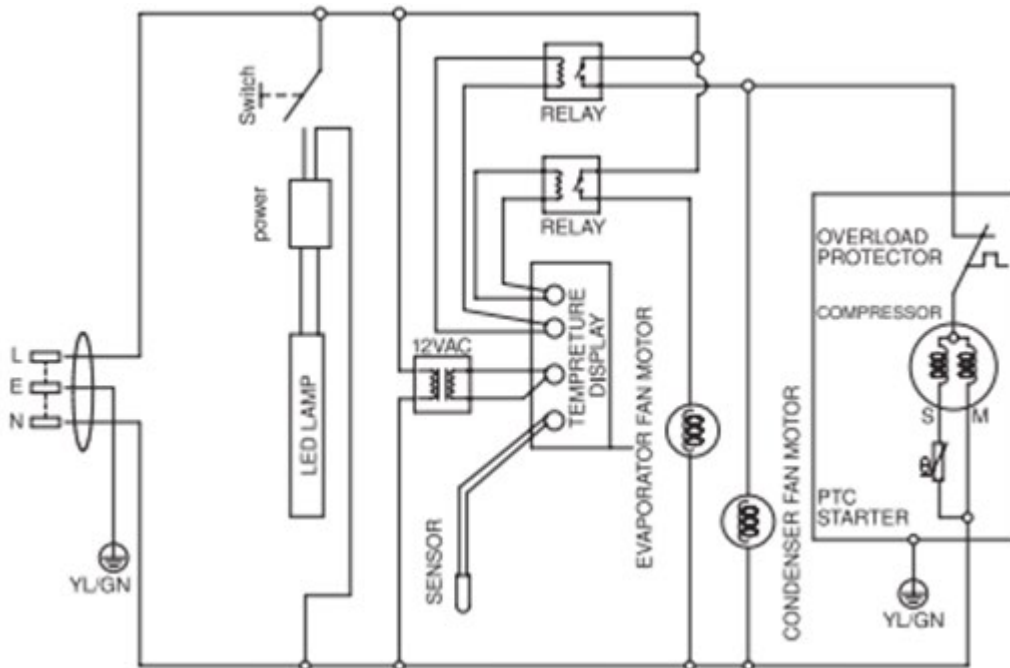 Switch
RELAY
RELAY
power
OVERLOAD
PROTECTOR
COMPRESSOR
12VAC
TEMPRETURE
DISPLAY
L
E
N
LED LAMP
EVAPORATOR FAN MOTOR
CONDENSER FAN MOTOR
S
M
PTC
STARTER
SENSOR
YL/GN
YL/GN